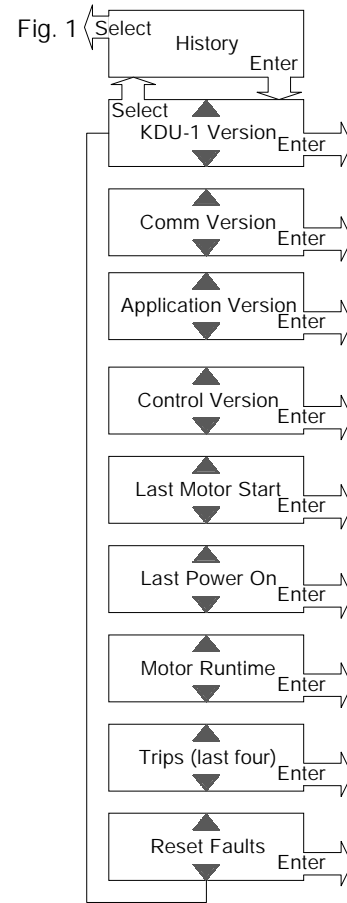 Fig. 1
Select
History
Enter
Select
KDU-1 Version
Enter
Comm Version
Enter
Application Version
Enter
Control Version
Enter
Last Motor Start
Enter
Last Power On
Enter
Motor Runtime
Enter
Trips (last four)
Enter
Reset Faults
Enter